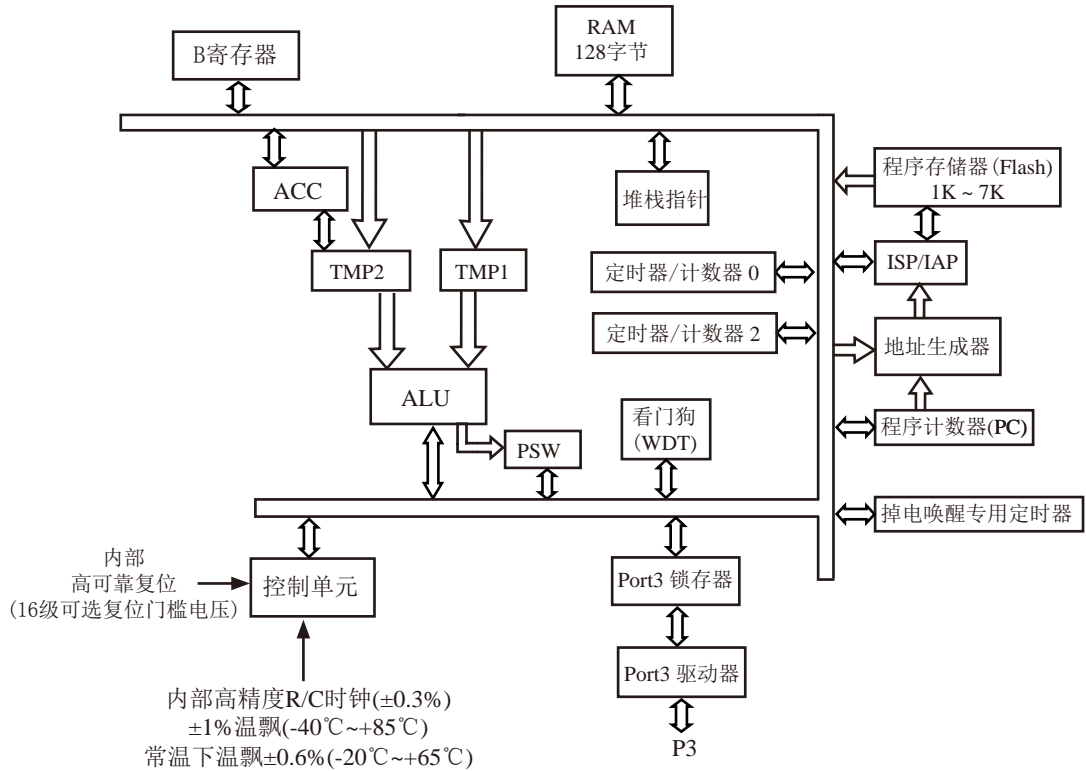 B寄存器
RAM
128字节
ACC
堆栈指针
程序存储器(Flash)
1K ~ 7K
TMP2
TMP1
定时器/计数器 0
ISP/IAP
定时器/计数器 2
地址生成器
ALU
看门狗
(WDT)
PSW
程序计数器(PC)
掉电唤醒专用定时器
内部
高可靠复位
(16级可选复位门槛电压)
控制单元
Port3 锁存器
Port3 驱动器
P3
内部高精度R/C时钟(±0.3%)
±1%温飘(-40℃~+85℃)
常温下温飘±0.6%(-20℃~+65℃)